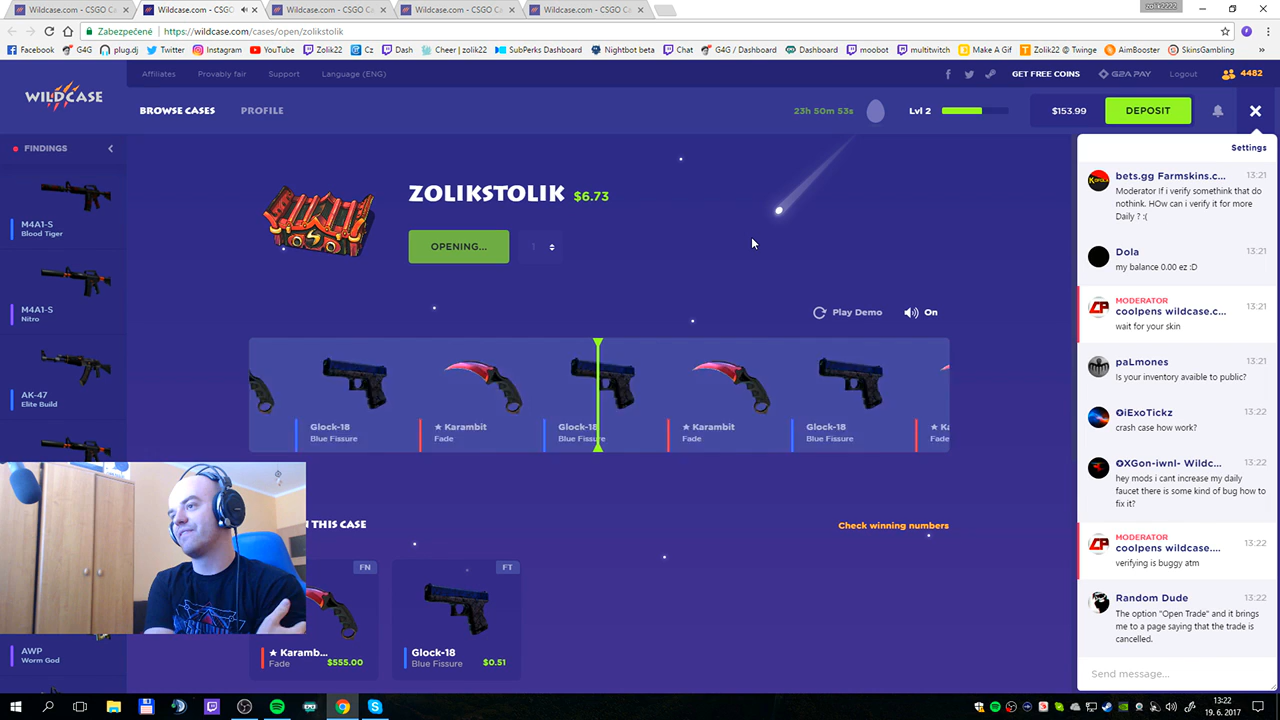 Wildcase.com - CSGO Ca
Wildcase.com - CSGO
Wildcase.com - CSGO Ca
Wildcase.com - CSGO Ca
Wildcase.com - CSGO Ca
zolik2222
Zabezpečené
https://wildcase.com/cases/open/zolikstolik
Facebook
G4G
plug.dj
Twitter
Instagram
YouTube
Zolik22
Cz
Dash
Cheer | zolik22
SubPerks Dashboard
Nightbot beta
Chat
G4G / Dashboard
Dashboard
moobot
multitwitch
Make A Gif
Zolik22 @ Twinge
AimBooster
SkinsGambling
WILDCASE
Affiliates
Provably fair
Support
Language (ENG)
GET FREE COINS
G2A PAY
Logout
4482
BROWSE CASES
PROFILE
23h 50m 53s
Lvl 2
$153.99
DEPOSIT
FINDINGS
M4A1-S
Blood Tiger
M4A1-S
Nitro
AK-47
Elite Build
AWP
Worm God
ZOLIKSTOLIK $6.73
OPENING...
1
Play Demo
On
Glock-18
Blue Fissure
★ Karambit
Fade
Glock-18
Blue Fissure
★ Karambit
Fade
Glock-18
Blue Fissure
★ Ka
Fade
N THIS CASE
Check winning numbers
FN
★ Karamb...
Fade
$555.00
FT
Glock-18
Blue Fissure
$0.51
Settings
bets.gg Farmskins.c...
13:21
Moderator If i verify somethink that do
nothink. HOw can i verify it for more
Daily ? :(
Dola
13:21
my balance 0.00 ez :D
MODERATOR
coolpens wildcase.c...
13:21
wait for your skin
paLmones
13:21
Is your inventory avaible to public?
✪iExoTickz
13:22
crash case how work?
✪XGon-iwnl- Wildc...
13:22
hey mods i cant increase my daily
faucet there is some kind of bug how to
fix it?
MODERATOR
coolpens wildcase....
13:22
verifying is buggy atm
Random Dude
13:22
The option "Open Trade" and it brings
me to a page saying that the trade is
cancelled.
Send message...
13:22
19. 6. 2017